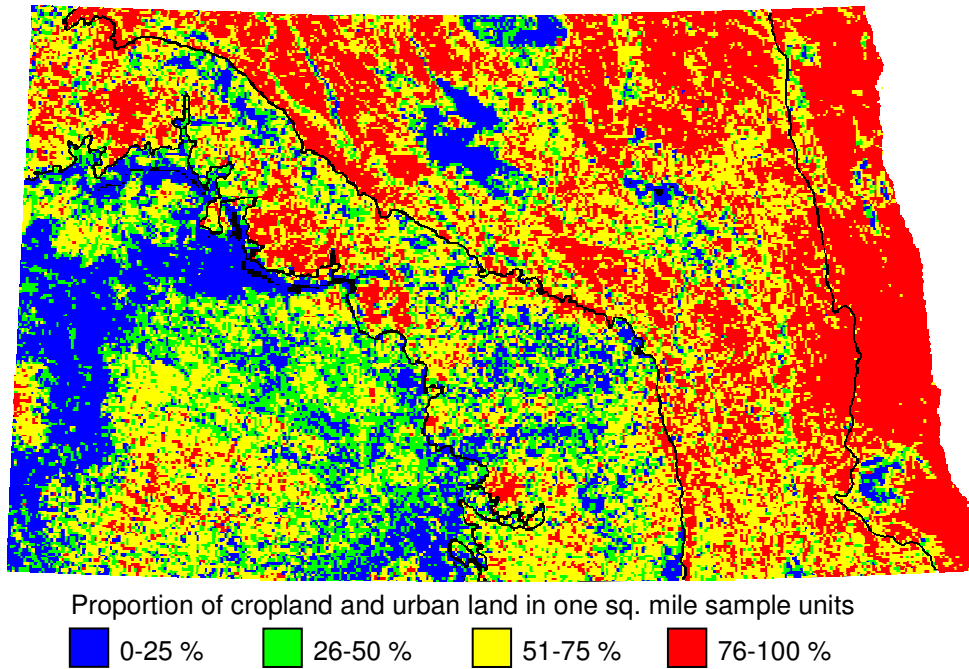 Proportion of cropland and urban land in one sq. mile sample units
0-25 % 26-50 % 51-75 % 76-100 %